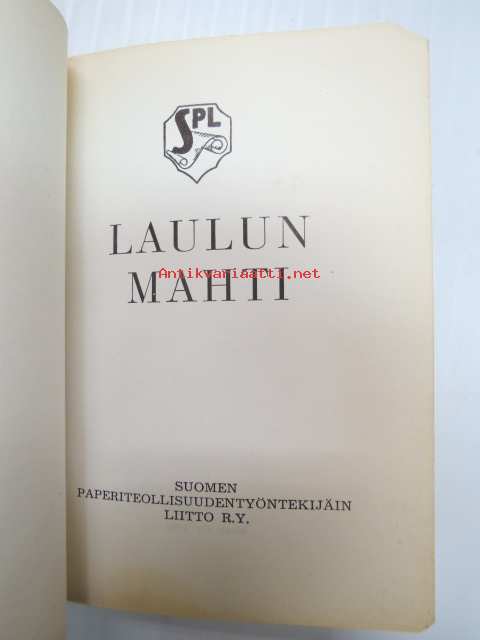 SPL
LAULUN
Antikvariaatti.net
MAHTI
SUOMEN
PAPERITEOLLISUUDENTYÖNTEKIJÄIN
LIITTO R.Y.